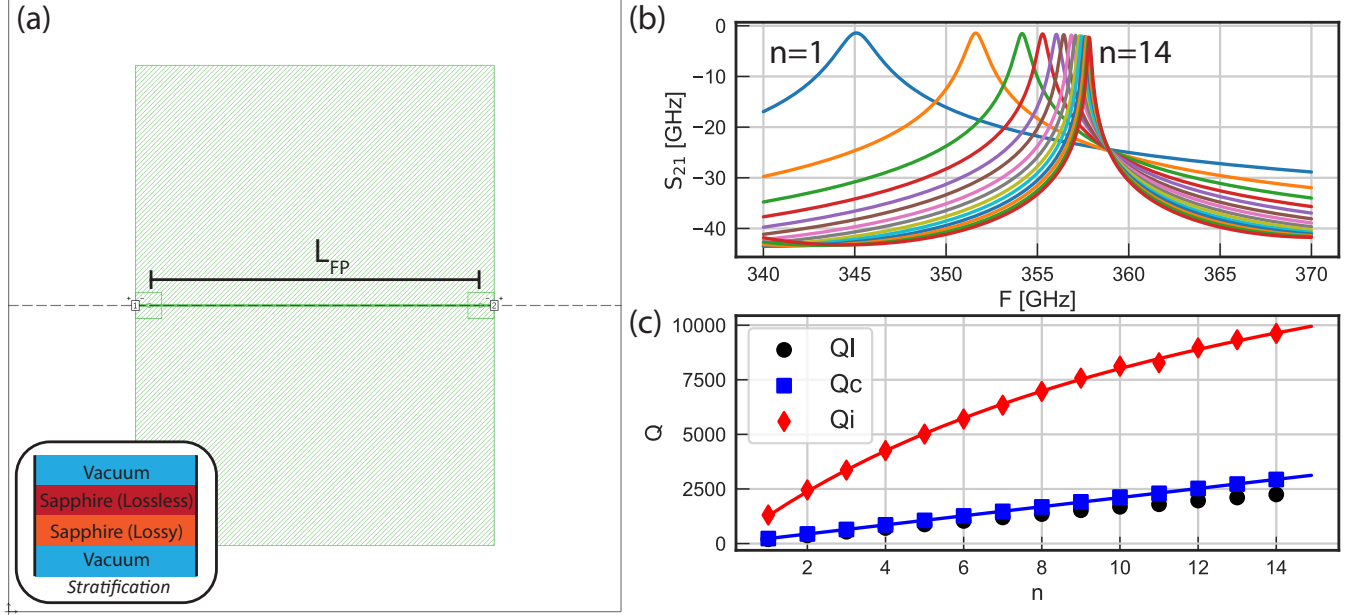 (a)
L_FP
1
2
Vacuum
Sapphire (Lossless)
Sapphire (Lossy)
Vacuum
Stratification
(b)
n=1
n=14
0
−10
−20
−30
−40
S_21 [GHz]
340
345
350
355
360
365
370
F [GHz]
(c)
Ql
Qc
Qi
10000
7500
5000
2500
0
Q
2
4
6
8
10
12
14
n